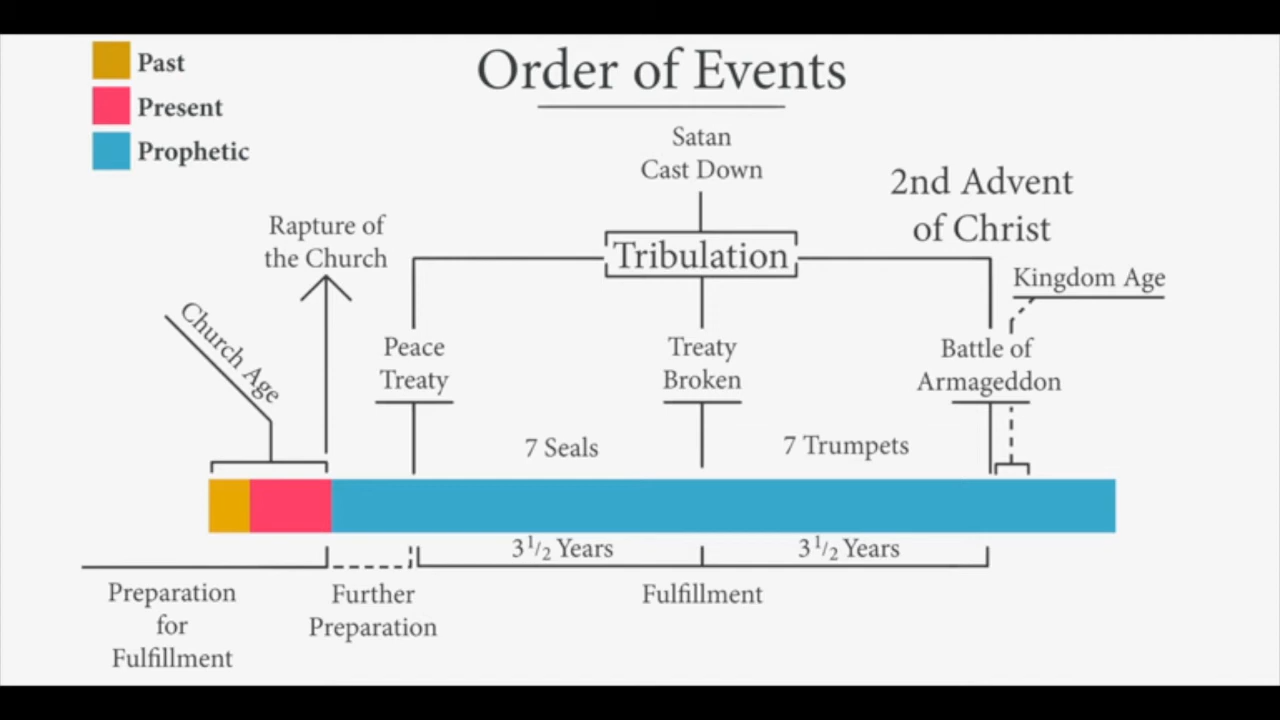 Order of Events
Past
Present
Prophetic
Satan
Cast Down
2nd Advent
of Christ
Rapture of
the Church
Tribulation
Kingdom Age
Church Age
Peace
Treaty
Treaty
Broken
Battle of
Armageddon
7 Seals
7 Trumpets
3 1/2 Years
3 1/2 Years
Preparation
for
Fulfillment
Further
Preparation
Fulfillment